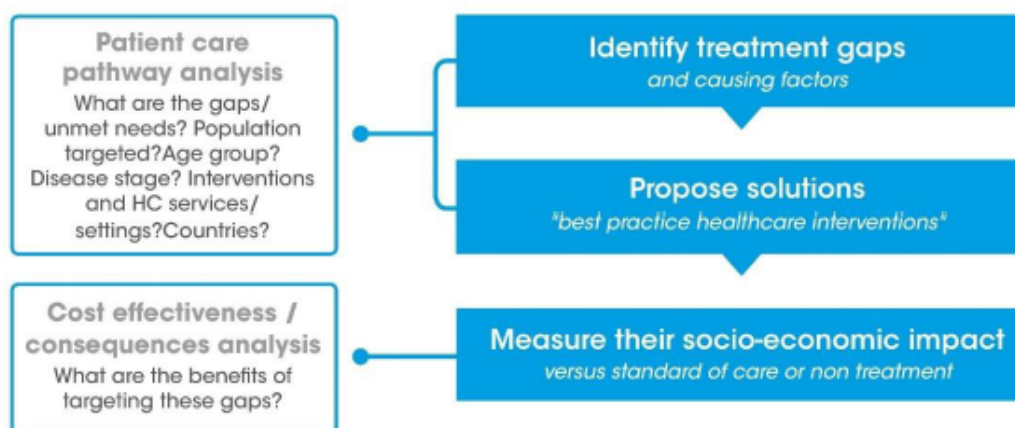 Patient care
pathway analysis
What are the gaps/
unmet needs? Population
targeted?Age group?
Disease stage? Interventions
and HC services/
settings?Countries?
Identify treatment gaps
and causing factors
Propose solutions
"best practice healthcare interventions"
Cost effectiveness /
consequences analysis
What are the benefits of
targeting these gaps?
Measure their socio-economic impact
versus standard of care or non treatment